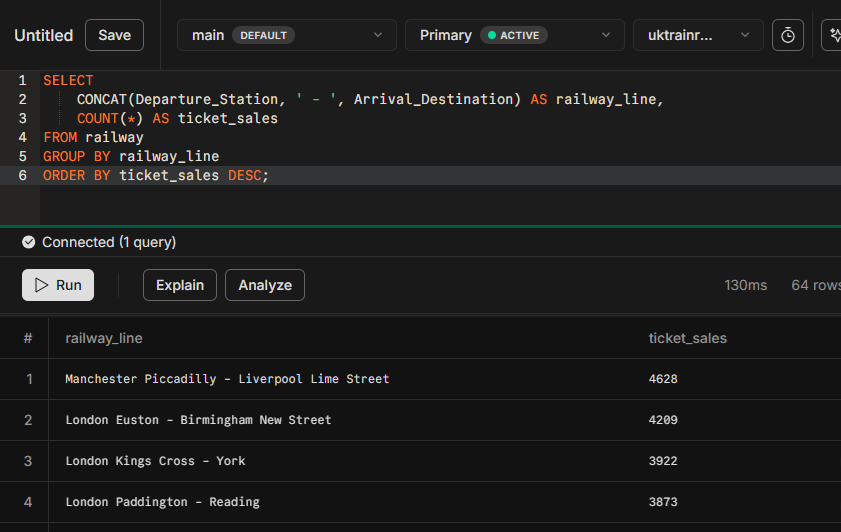 Untitled Save main DEFAULT Primary ACTIVE uktrainr...
1 SELECT
2 CONCAT(Departure_Station, ' - ', Arrival_Destination) AS railway_line,
3 COUNT(*) AS ticket_sales
4 FROM railway
5 GROUP BY railway_line
6 ORDER BY ticket_sales DESC;
Connected (1 query)
Run Explain Analyze 130ms 64 rows
# railway_line ticket_sales
1 Manchester Piccadilly - Liverpool Lime Street 4628
2 London Euston - Birmingham New Street 4209
3 London Kings Cross - York 3922
4 London Paddington - Reading 3873